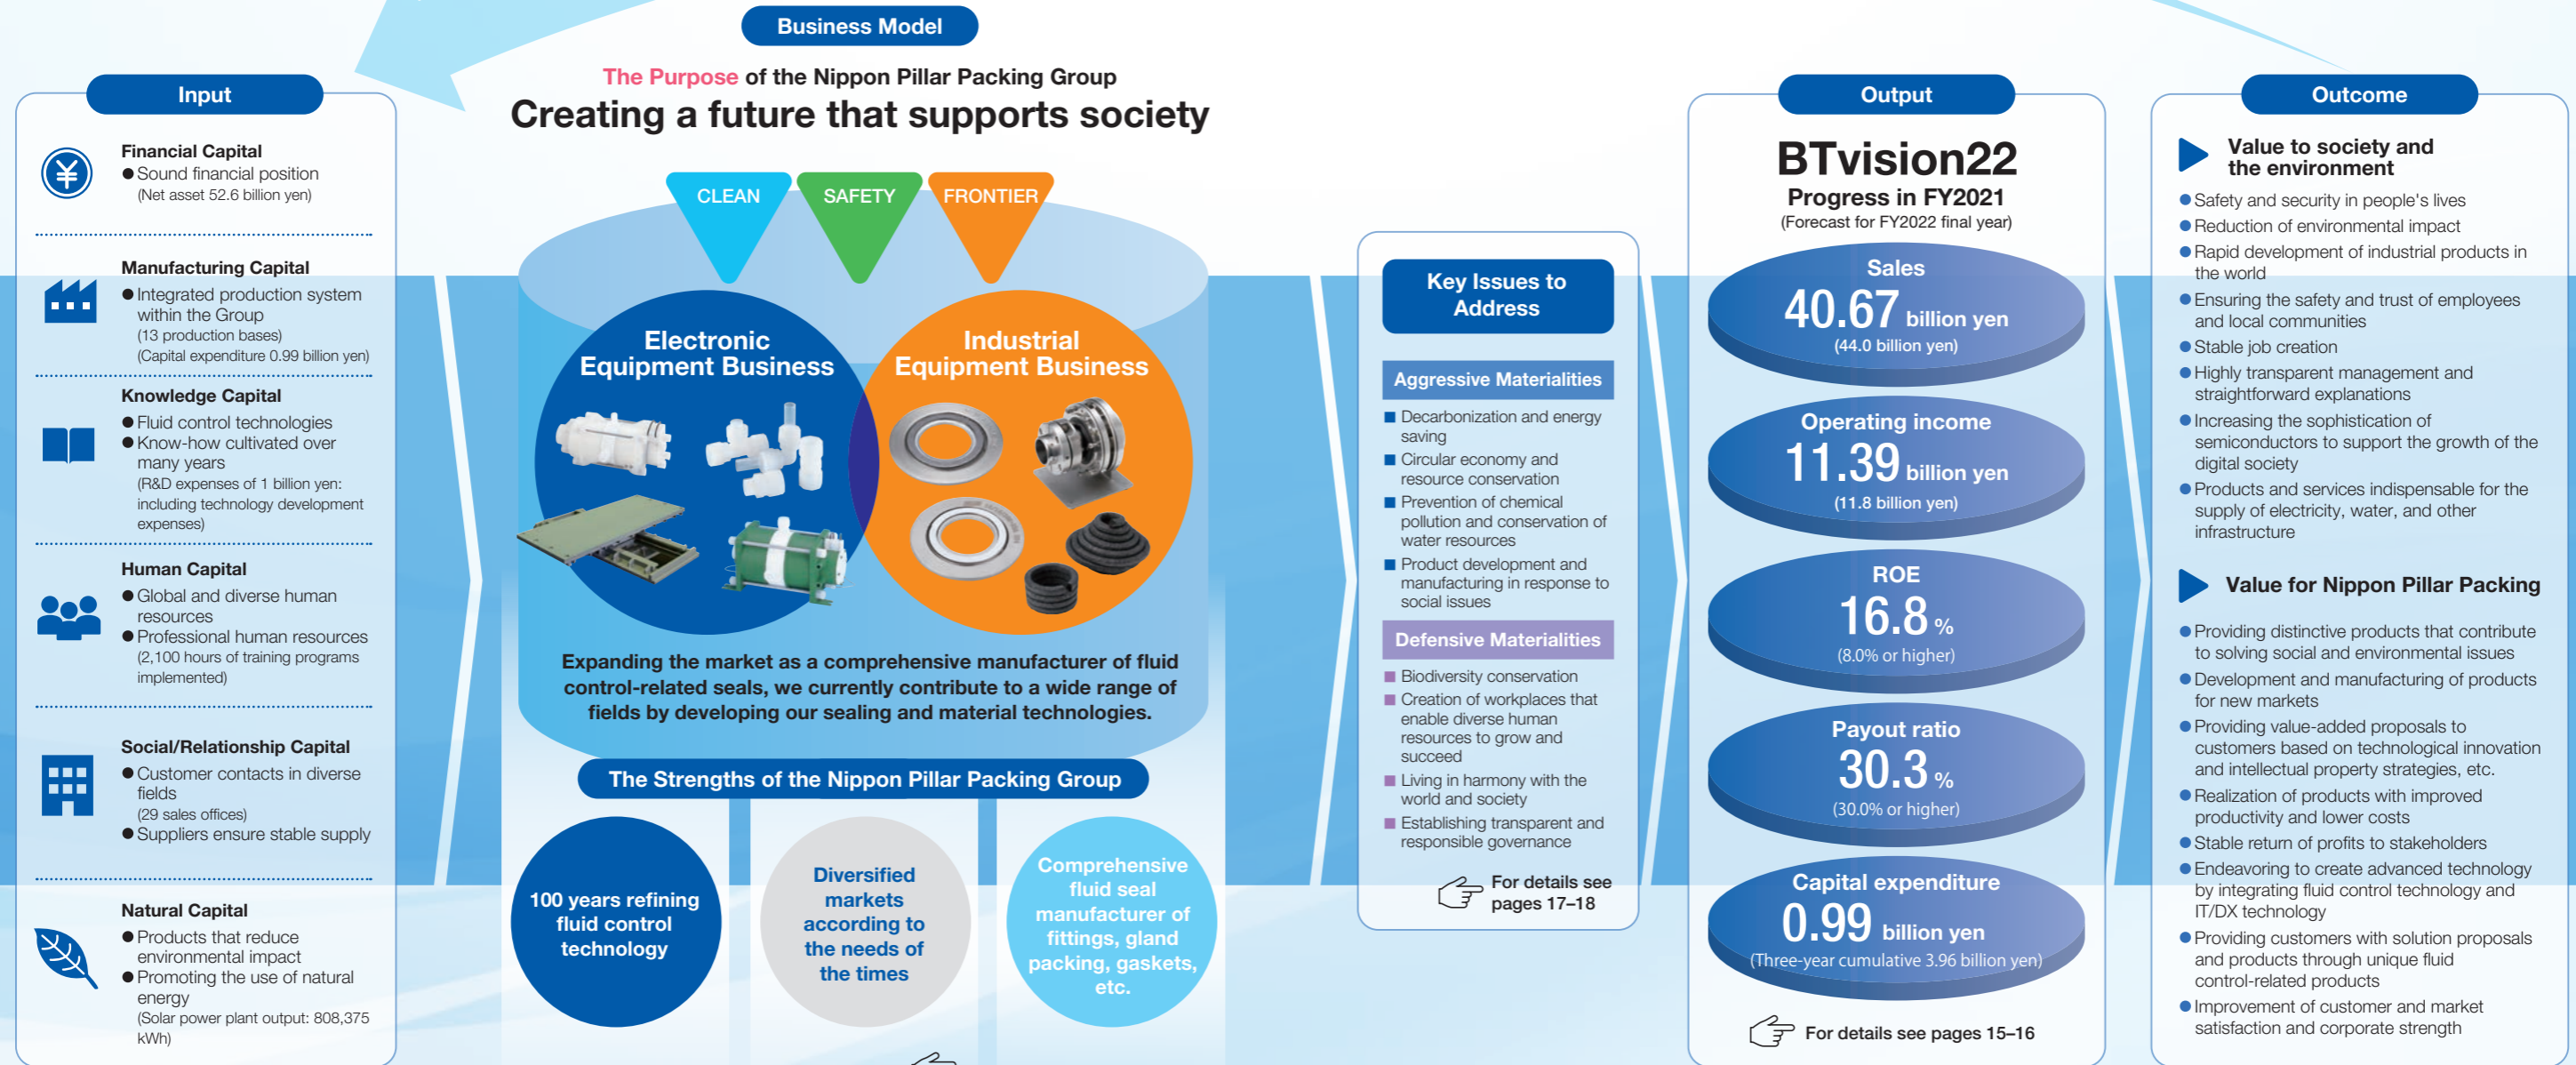 Business Model
The Purpose of the Nippon Pillar Packing Group
Creating a future that supports society
Input
Financial Capital
● Sound financial position
(Net asset 52.6 billion yen)
Manufacturing Capital
● Integrated production system
within the Group
(13 production bases)
(Capital expenditure 0.99 billion yen)
Knowledge Capital
● Fluid control technologies
● Know-how cultivated over
many years
(R&D expenses of 1 billion yen:
including technology development
expenses)
Human Capital
● Global and diverse human
resources
● Professional human resources
(2,100 hours of training programs
implemented)
Social/Relationship Capital
● Customer contacts in diverse
fields
(29 sales offices)
● Suppliers ensure stable supply
Natural Capital
● Products that reduce
environmental impact
● Promoting the use of natural
energy
(Solar power plant output: 808,375
kWh)
CLEAN
SAFETY
FRONTIER
Electronic
Equipment Business
Industrial
Equipment Business
Expanding the market as a comprehensive manufacturer of fluid
control-related seals, we currently contribute to a wide range of
fields by developing our sealing and material technologies.
The Strengths of the Nippon Pillar Packing Group
100 years refining
fluid control
technology
Diversified
markets
according to
the needs of
the times
Comprehensive
fluid seal
manufacturer of
fittings, gland
packing, gaskets,
etc.
Key Issues to
Address
Aggressive Materialities
■ Decarbonization and energy
saving
■ Circular economy and
resource conservation
■ Prevention of chemical
pollution and conservation of
water resources
■ Product development and
manufacturing in response to
social issues
Defensive Materialities
■ Biodiversity conservation
■ Creation of workplaces that
enable diverse human
resources to grow and
succeed
■ Living in harmony with the
world and society
■ Establishing transparent and
responsible governance
For details see
pages 17–18
Output
BTvision22
Progress in FY2021
(Forecast for FY2022 final year)
Sales
40.67 billion yen
(44.0 billion yen)
Operating income
11.39 billion yen
(11.8 billion yen)
ROE
16.8 %
(8.0% or higher)
Payout ratio
30.3 %
(30.0% or higher)
Capital expenditure
0.99 billion yen
(Three-year cumulative 3.96 billion yen)
For details see pages 15–16
Outcome
Value to society and
the environment
● Safety and security in people's lives
● Reduction of environmental impact
● Rapid development of industrial products in
the world
● Ensuring the safety and trust of employees
and local communities
● Stable job creation
● Highly transparent management and
straightforward explanations
● Increasing the sophistication of
semiconductors to support the growth of the
digital society
● Products and services indispensable for the
supply of electricity, water, and other
infrastructure
Value for Nippon Pillar Packing
● Providing distinctive products that contribute
to solving social and environmental issues
● Development and manufacturing of products
for new markets
● Providing value-added proposals to
customers based on technological innovation
and intellectual property strategies, etc.
● Realization of products with improved
productivity and lower costs
● Stable return of profits to stakeholders
● Endeavoring to create advanced technology
by integrating fluid control technology and
IT/DX technology
● Providing customers with solution proposals
and products through unique fluid
control-related products
● Improvement of customer and market
satisfaction and corporate strength